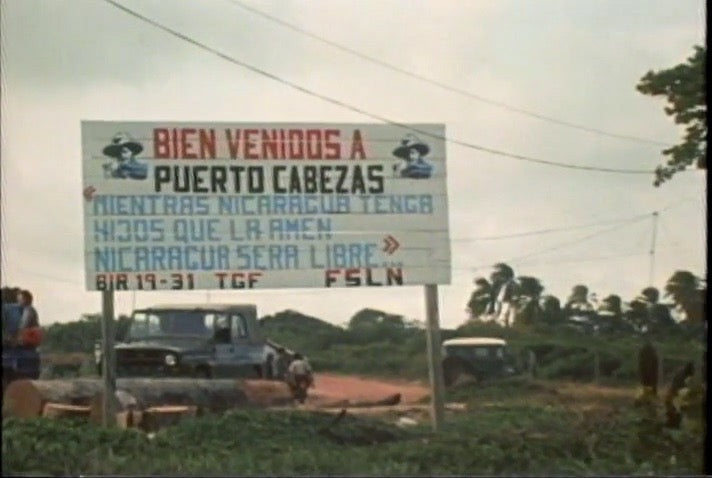 BIEN VENIDOS A
PUERTO CABEZAS
«MIENTRAS NICARAGUA TENGA
HIJOS QUE LA AMEN
NICARAGUA SERA LIBRE...»
BIR 19-31 TGF FSLN